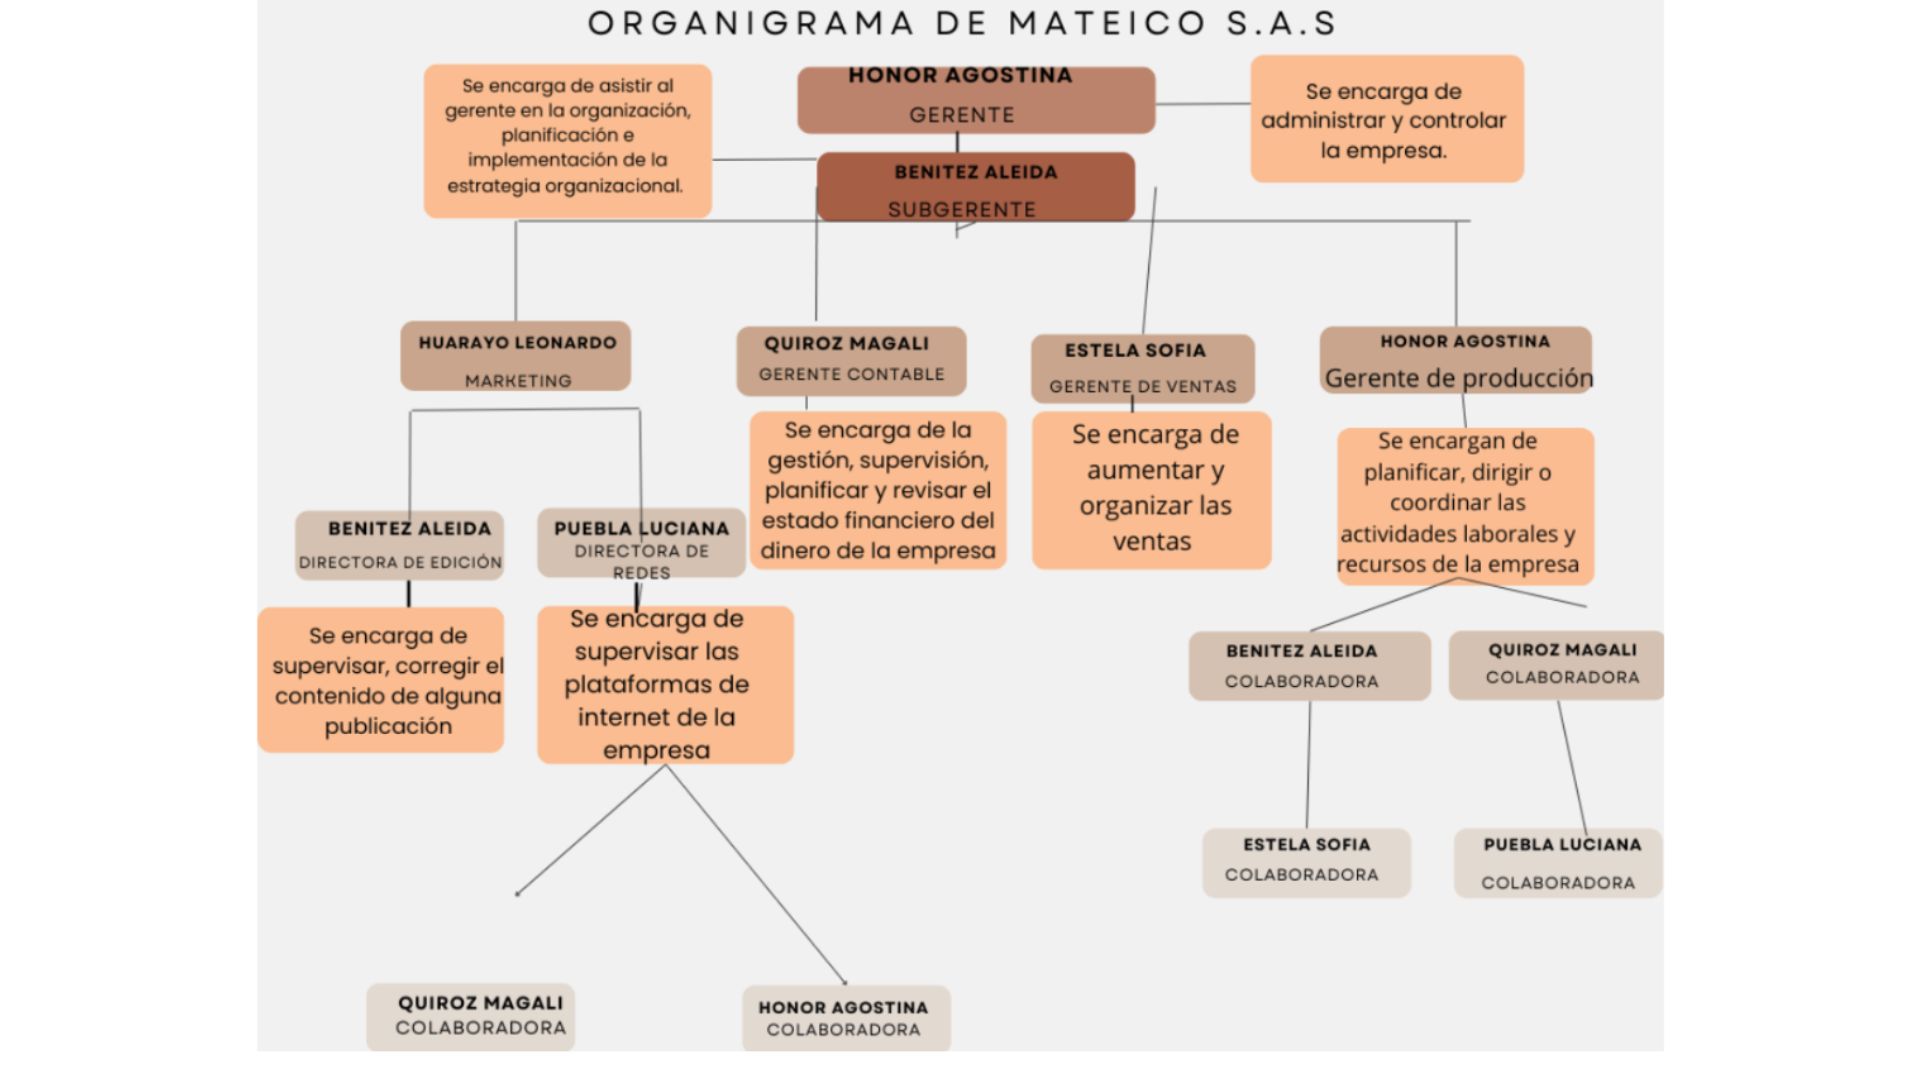 ORGANIGRAMA DE MATEICO S.A.S
Se encarga de asistir al
gerente en la organización,
planificación e
implementación de la
estrategia organizacional.
HONOR AGOSTINA
GERENTE
Se encarga de
administrar y controlar
la empresa.
BENITEZ ALEIDA
SUBGERENTE
HUARAYO LEONARDO
MARKETING
QUIROZ MAGALI
GERENTE CONTABLE
ESTELA SOFIA
GERENTE DE VENTAS
HONOR AGOSTINA
Gerente de producción
Se encarga de la
gestión, supervisión,
planificar y revisar el
estado financiero del
dinero de la empresa
Se encarga de
aumentar y
organizar las
ventas
Se encargan de
planificar, dirigir o
coordinar las
actividades laborales y
recursos de la empresa
BENITEZ ALEIDA
DIRECTORA DE EDICIÓN
PUEBLA LUCIANA
DIRECTORA DE
REDES
Se encarga de
supervisar, corregir el
contenido de alguna
publicación
Se encarga de
supervisar las
plataformas de
internet de la
empresa
BENITEZ ALEIDA
COLABORADORA
QUIROZ MAGALI
COLABORADORA
ESTELA SOFIA
COLABORADORA
PUEBLA LUCIANA
COLABORADORA
QUIROZ MAGALI
COLABORADORA
HONOR AGOSTINA
COLABORADORA